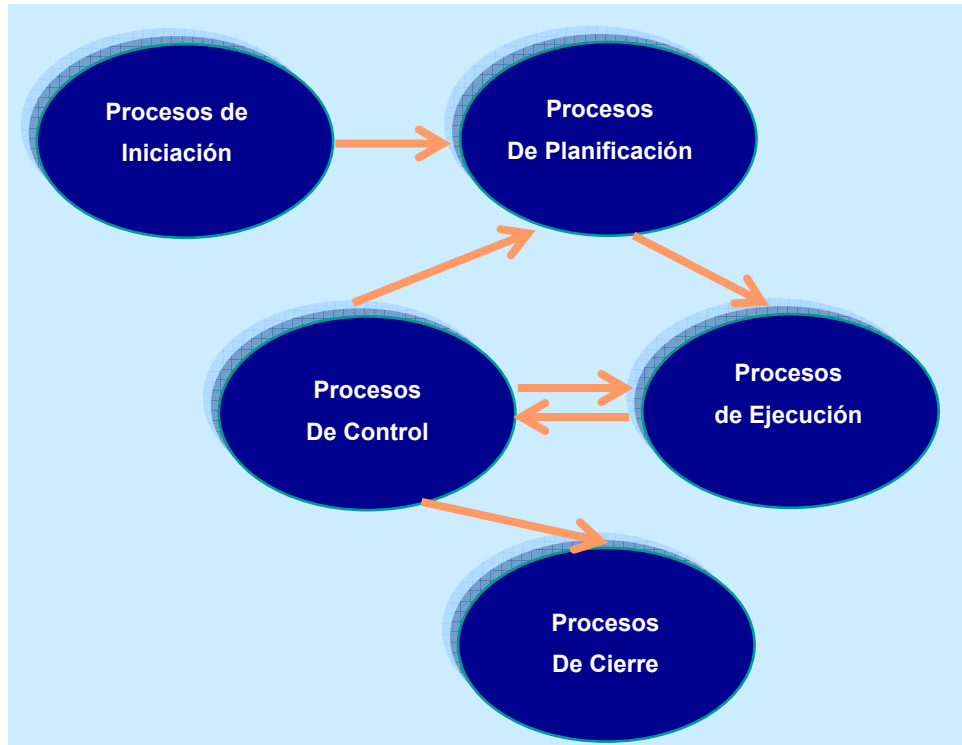 Procesos de
Iniciación
Procesos
De Planificación
Procesos
De Control
Procesos
de Ejecución
Procesos
De Cierre